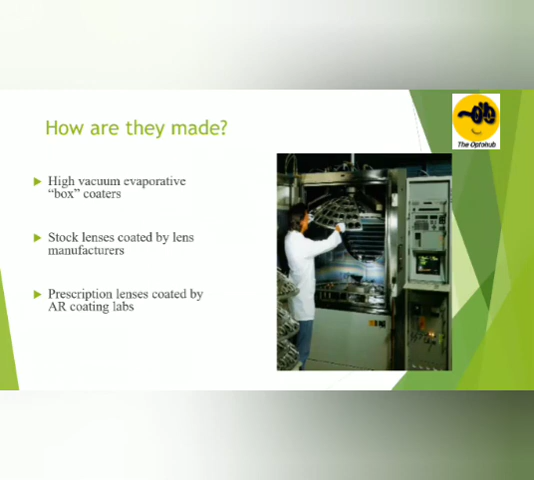 How are they made?
The Optohub
High vacuum evaporative
“box” coaters
Stock lenses coated by lens
manufacturers
Prescription lenses coated by
AR coating labs